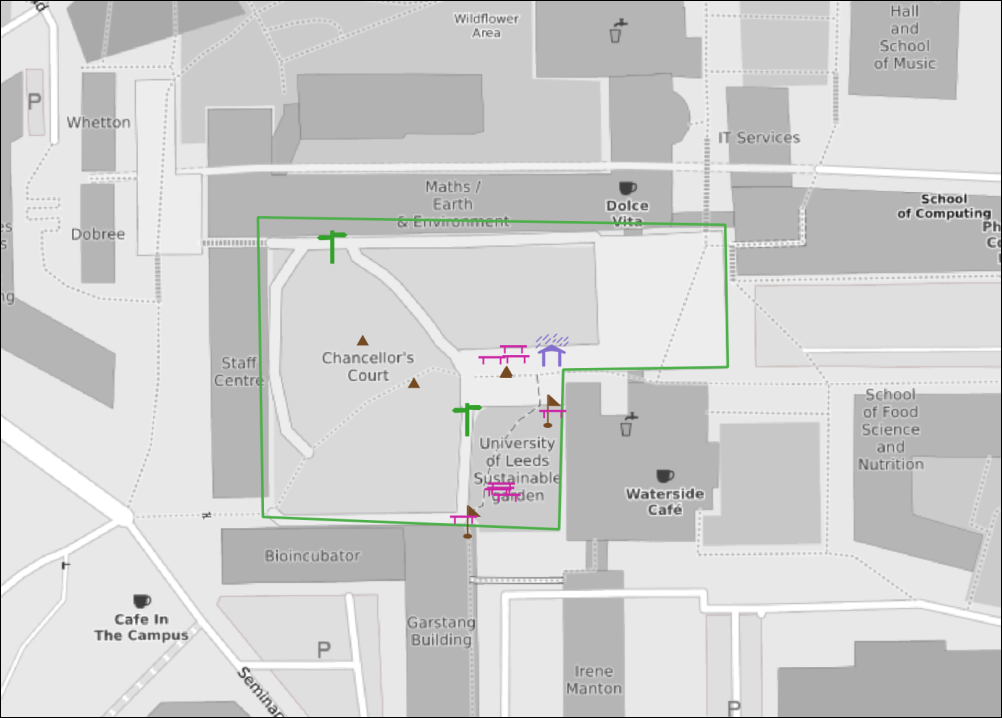 Wildflower
Area
Hall
and
School
of Music
P
Whetton
IT Services
Maths /
Earth
& Environment
Dolce
Vita
School
of Computing
Dobree
Staff
Centre
Chancellor's
Court
School
of Food
Science
and
Nutrition
University
of Leeds
Sustainable
garden
Waterside
Café
Bioincubator
Cafe In
The Campus
Garstang
Building
P
Irene
Manton
Seminar
P